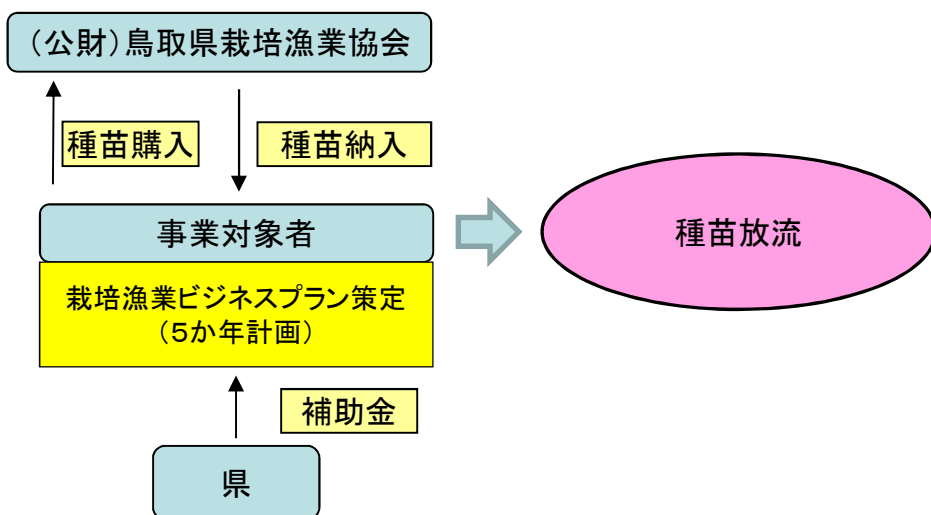 （公財）鳥取県栽培漁業協会
種苗購入
種苗納入
事業対象者
種苗放流
栽培漁業ビジネスプラン策定
（５か年計画）
補助金
県